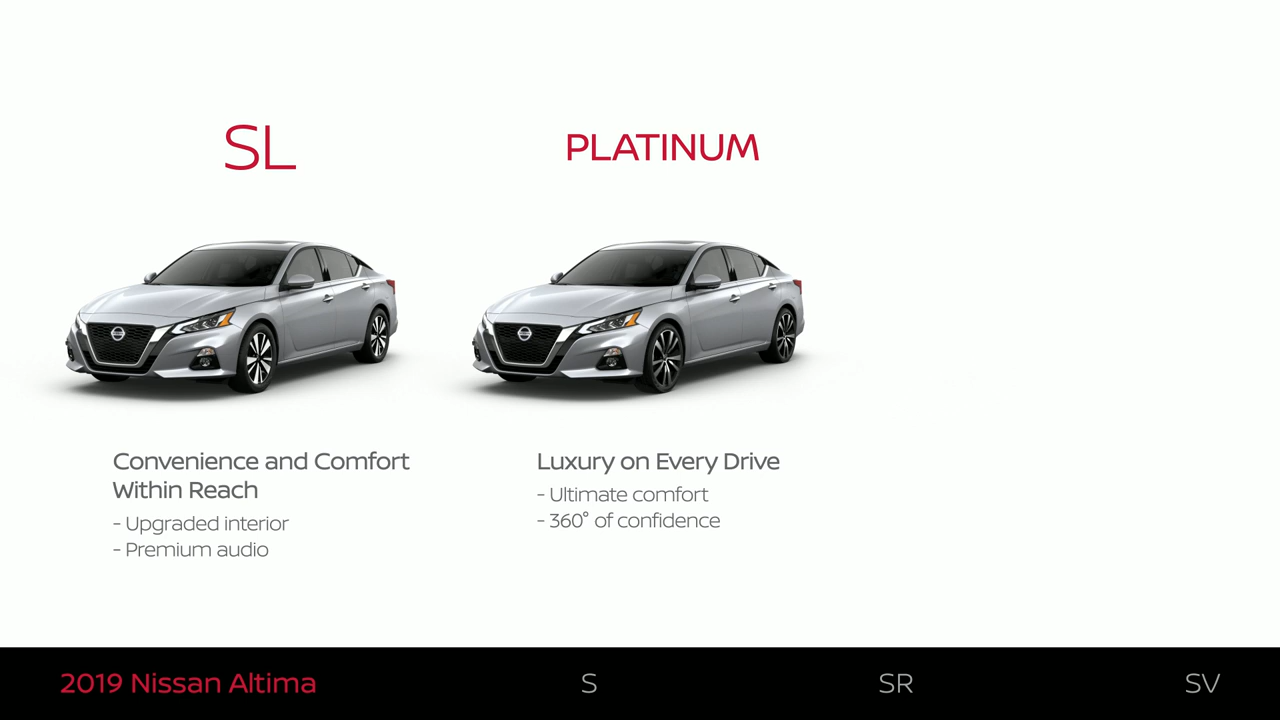 SL
PLATINUM
Convenience and Comfort
Within Reach
- Upgraded interior
- Premium audio
Luxury on Every Drive
- Ultimate comfort
- 360° of confidence
2019 Nissan Altima
S
SR
SV